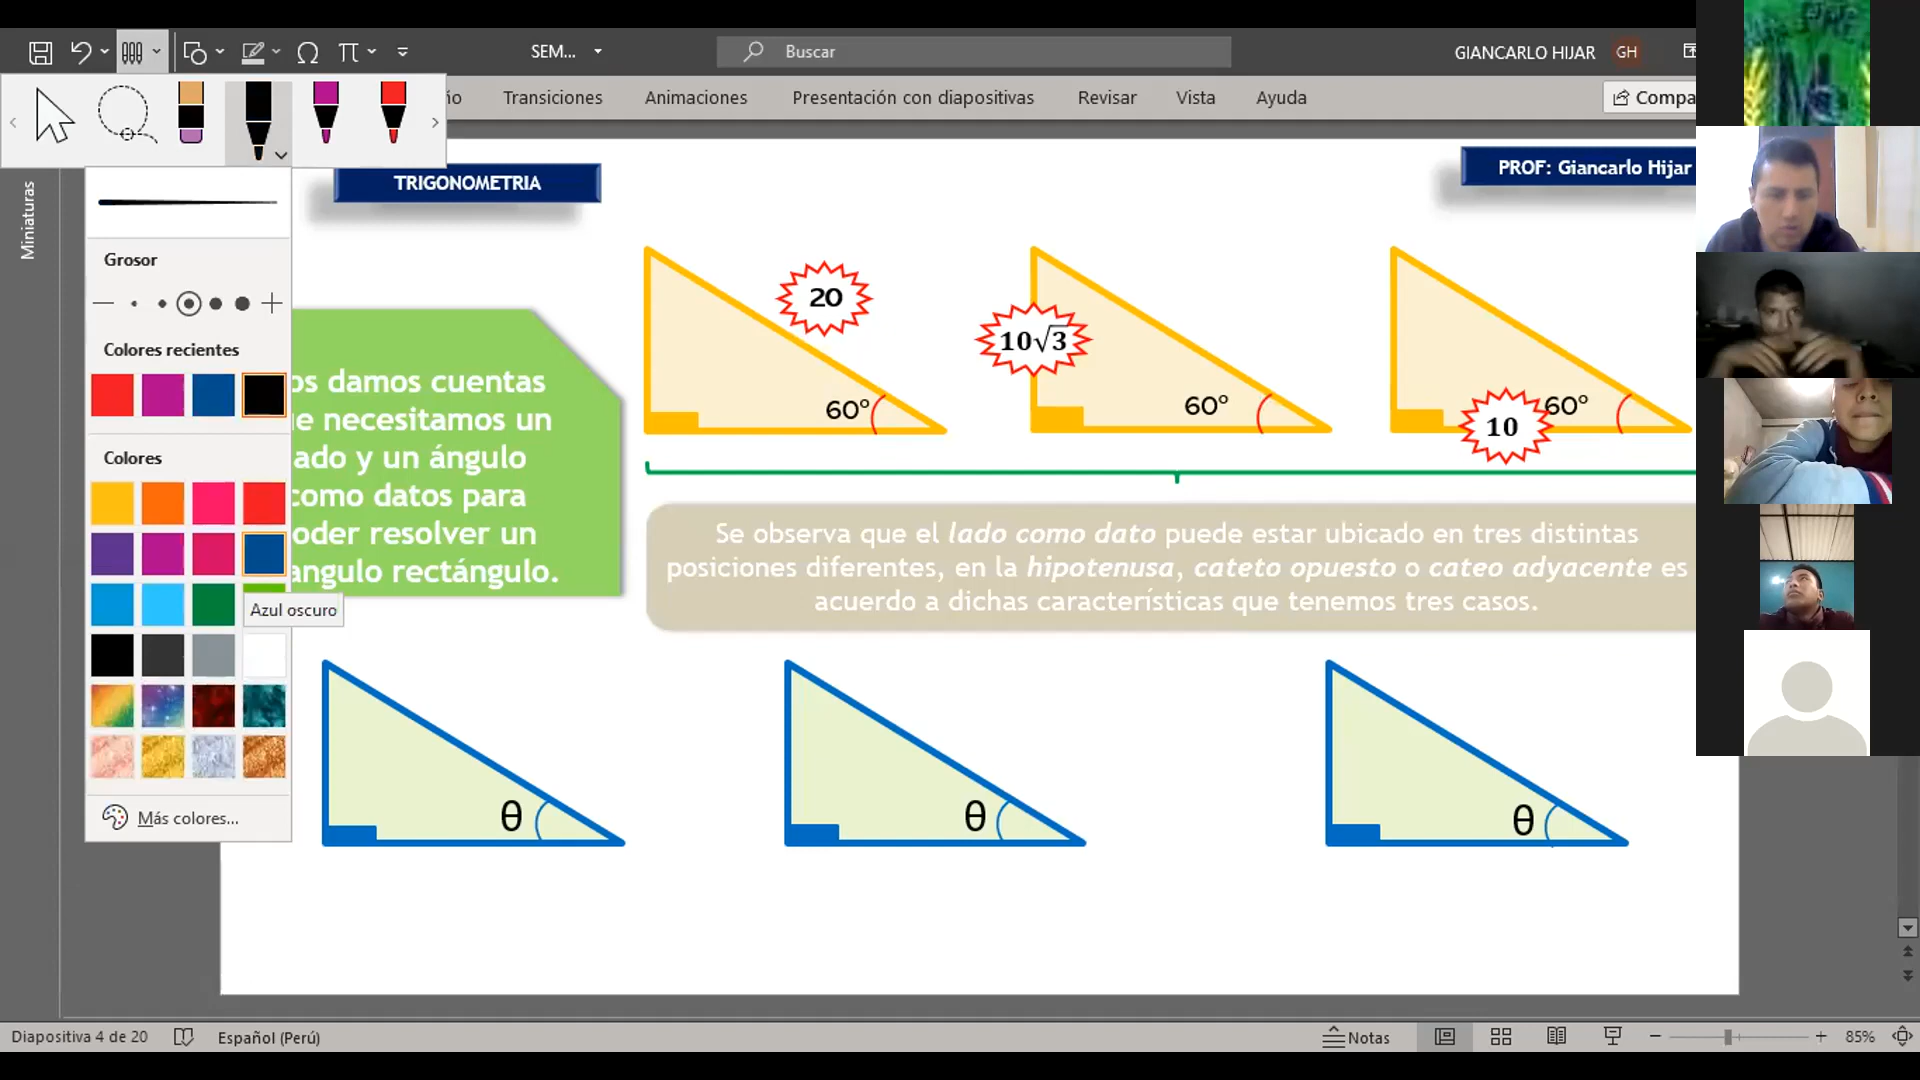 SEM...
Buscar
GIANCARLO HIJAR
GH
Transiciones
Animaciones
Presentación con diapositivas
Revisar
Vista
Ayuda
Compa
Miniaturas
TRIGONOMETRIA
PROF: Giancarlo Hijar
Grosor
Colores recientes
Colores
Azul oscuro
Más colores...
os damos cuentas
e necesitamos un
ado y un ángulo
como datos para
oder resolver un
angulo rectángulo.
20
60°
10√3
60°
10
60°
Se observa que el lado como dato puede estar ubicado en tres distintas
posiciones diferentes, en la hipotenusa, cateto opuesto o cateo adyacente es
acuerdo a dichas características que tenemos tres casos.
θ
θ
θ
Diapositiva 4 de 20
Español (Perú)
Notas
85%